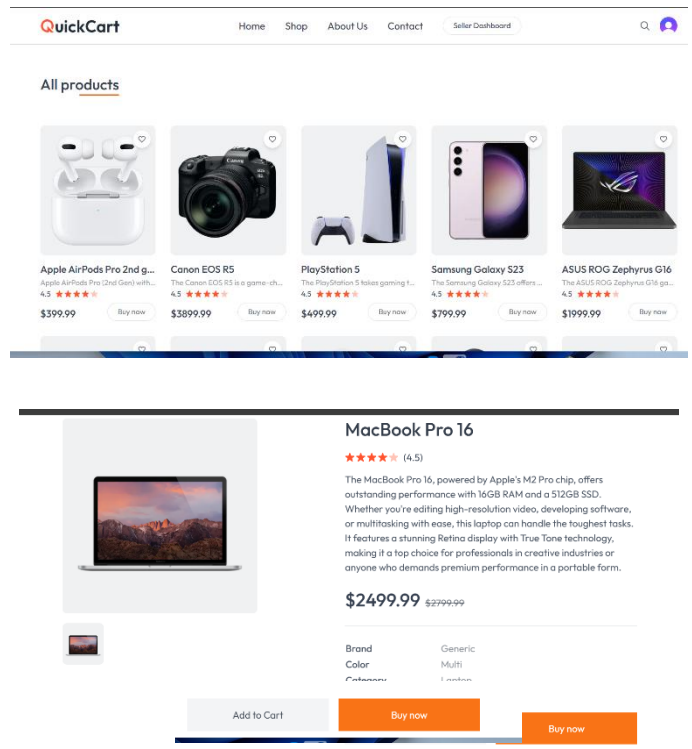 QuickCart
Home Shop About Us Contact Seller Dashboard
All products
Apple AirPods Pro 2nd g... Canon EOS R5 PlayStation 5 Samsung Galaxy S23 ASUS ROG Zephyrus G16
Apple AirPods Pro (2nd Gen) with... The Canon EOS R5 is a game-ch... The PlayStation 5 takes gaming t... The Samsung Galaxy S23 offers ... The ASUS ROG Zephyrus G16 ga...
4.5 4.5 4.5 4.5 4.5
$399.99 Buy now $3899.99 Buy now $499.99 Buy now $799.99 Buy now $1999.99 Buy now
MacBook Pro 16
(4.5)
The MacBook Pro 16, powered by Apple's M2 Pro chip, offers
outstanding performance with 16GB RAM and a 512GB SSD.
Whether you're editing high-resolution video, developing software,
or multitasking with ease, this laptop can handle the toughest tasks.
It features a stunning Retina display with True Tone technology,
making it a top choice for professionals in creative industries or
anyone who demands premium performance in a portable form.
$2499.99 $2799.99
Brand Generic
Color Multi
Category Laptop
Add to Cart Buy now
Buy now